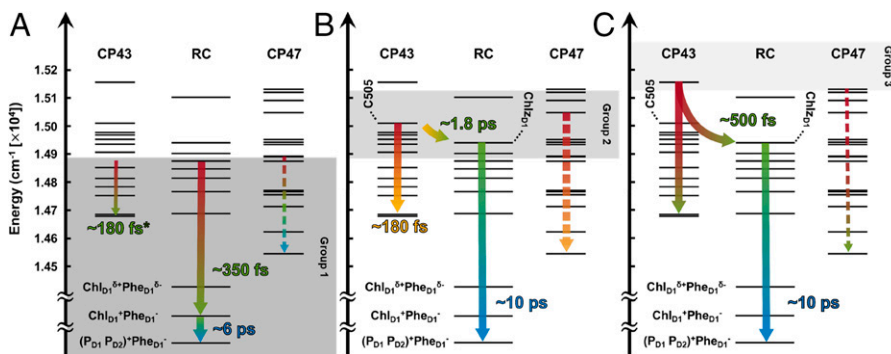 A
B
C
CP43 RC CP47
CP43 RC CP47
CP43 RC CP47
Energy (cm⁻¹ [×10⁴])
1.52
1.51
1.50
1.49
1.48
1.47
1.46
1.45
~180 fs*
~350 fs
~6 ps
Group 1
Chl_D1^δ+Phe_D1^δ-
Chl_D1^+Phe_D1^-
(P_D1 P_D2)^+Phe_D1^-
C505
Chlz_D1
~1.8 ps
~180 fs
~10 ps
Group 2
Chl_D1^δ+Phe_D1^δ-
Chl_D1^+Phe_D1^-
(P_D1 P_D2)^+Phe_D1^-
C505
Chlz_D1
~500 fs
~10 ps
Group 3
Chl_D1^δ+Phe_D1^δ-
Chl_D1^+Phe_D1^-
(P_D1 P_D2)^+Phe_D1^-